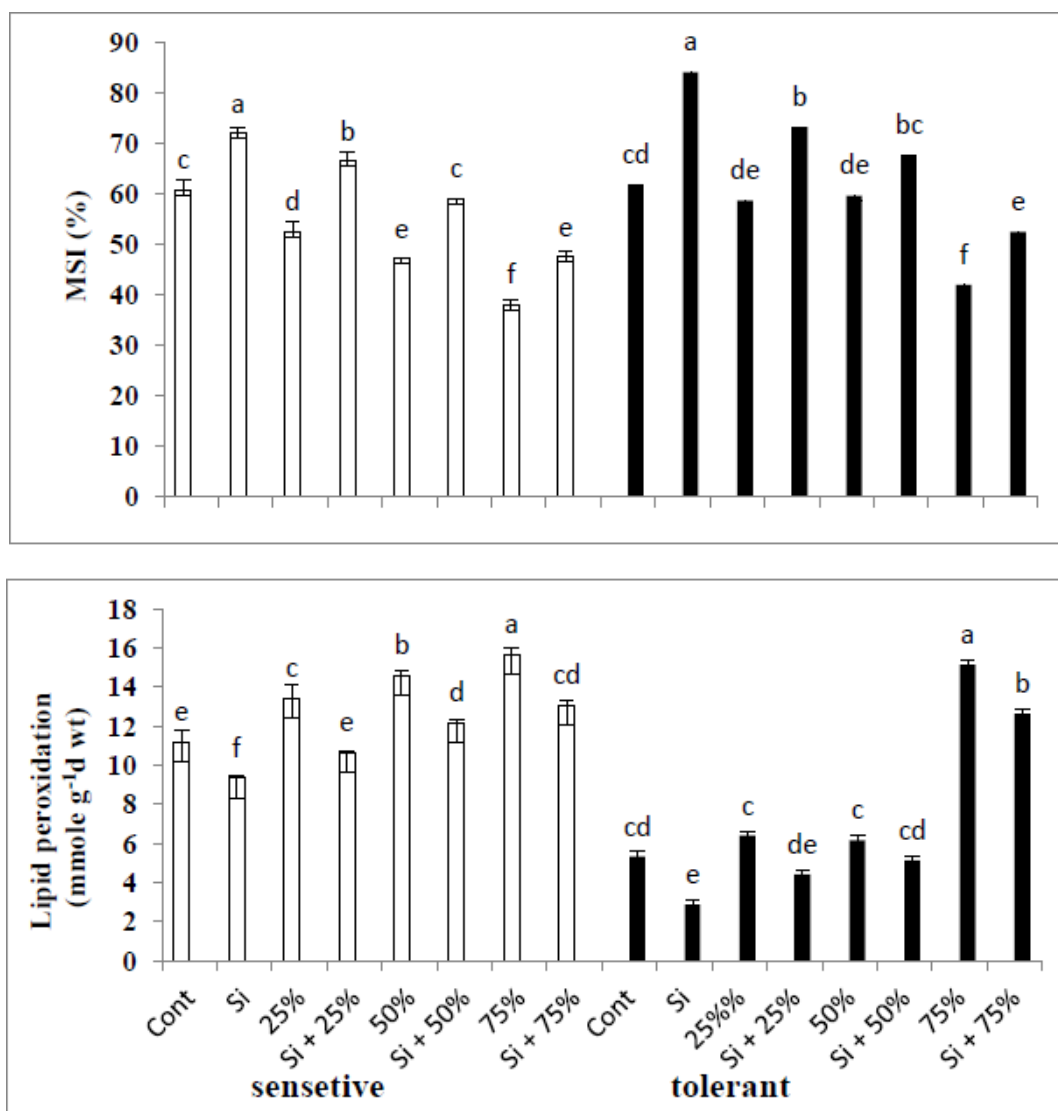 90
80
70
60
50
40
30
20
10
0
MSI (%)
c
a
d
b
e
c
f
e
cd
a
de
b
de
bc
f
e
18
16
14
12
10
8
6
4
2
0
Lipid peroxidation
(mmole g⁻¹d wt)
e
f
c
e
b
d
a
cd
cd
e
c
de
c
cd
a
b
Cont
Si
25%
Si + 25%
50%
Si + 50%
75%
Si + 75%
Cont
Si
25%%
Si + 25%
50%
Si + 50%
75%
Si + 75%
sensetive
tolerant